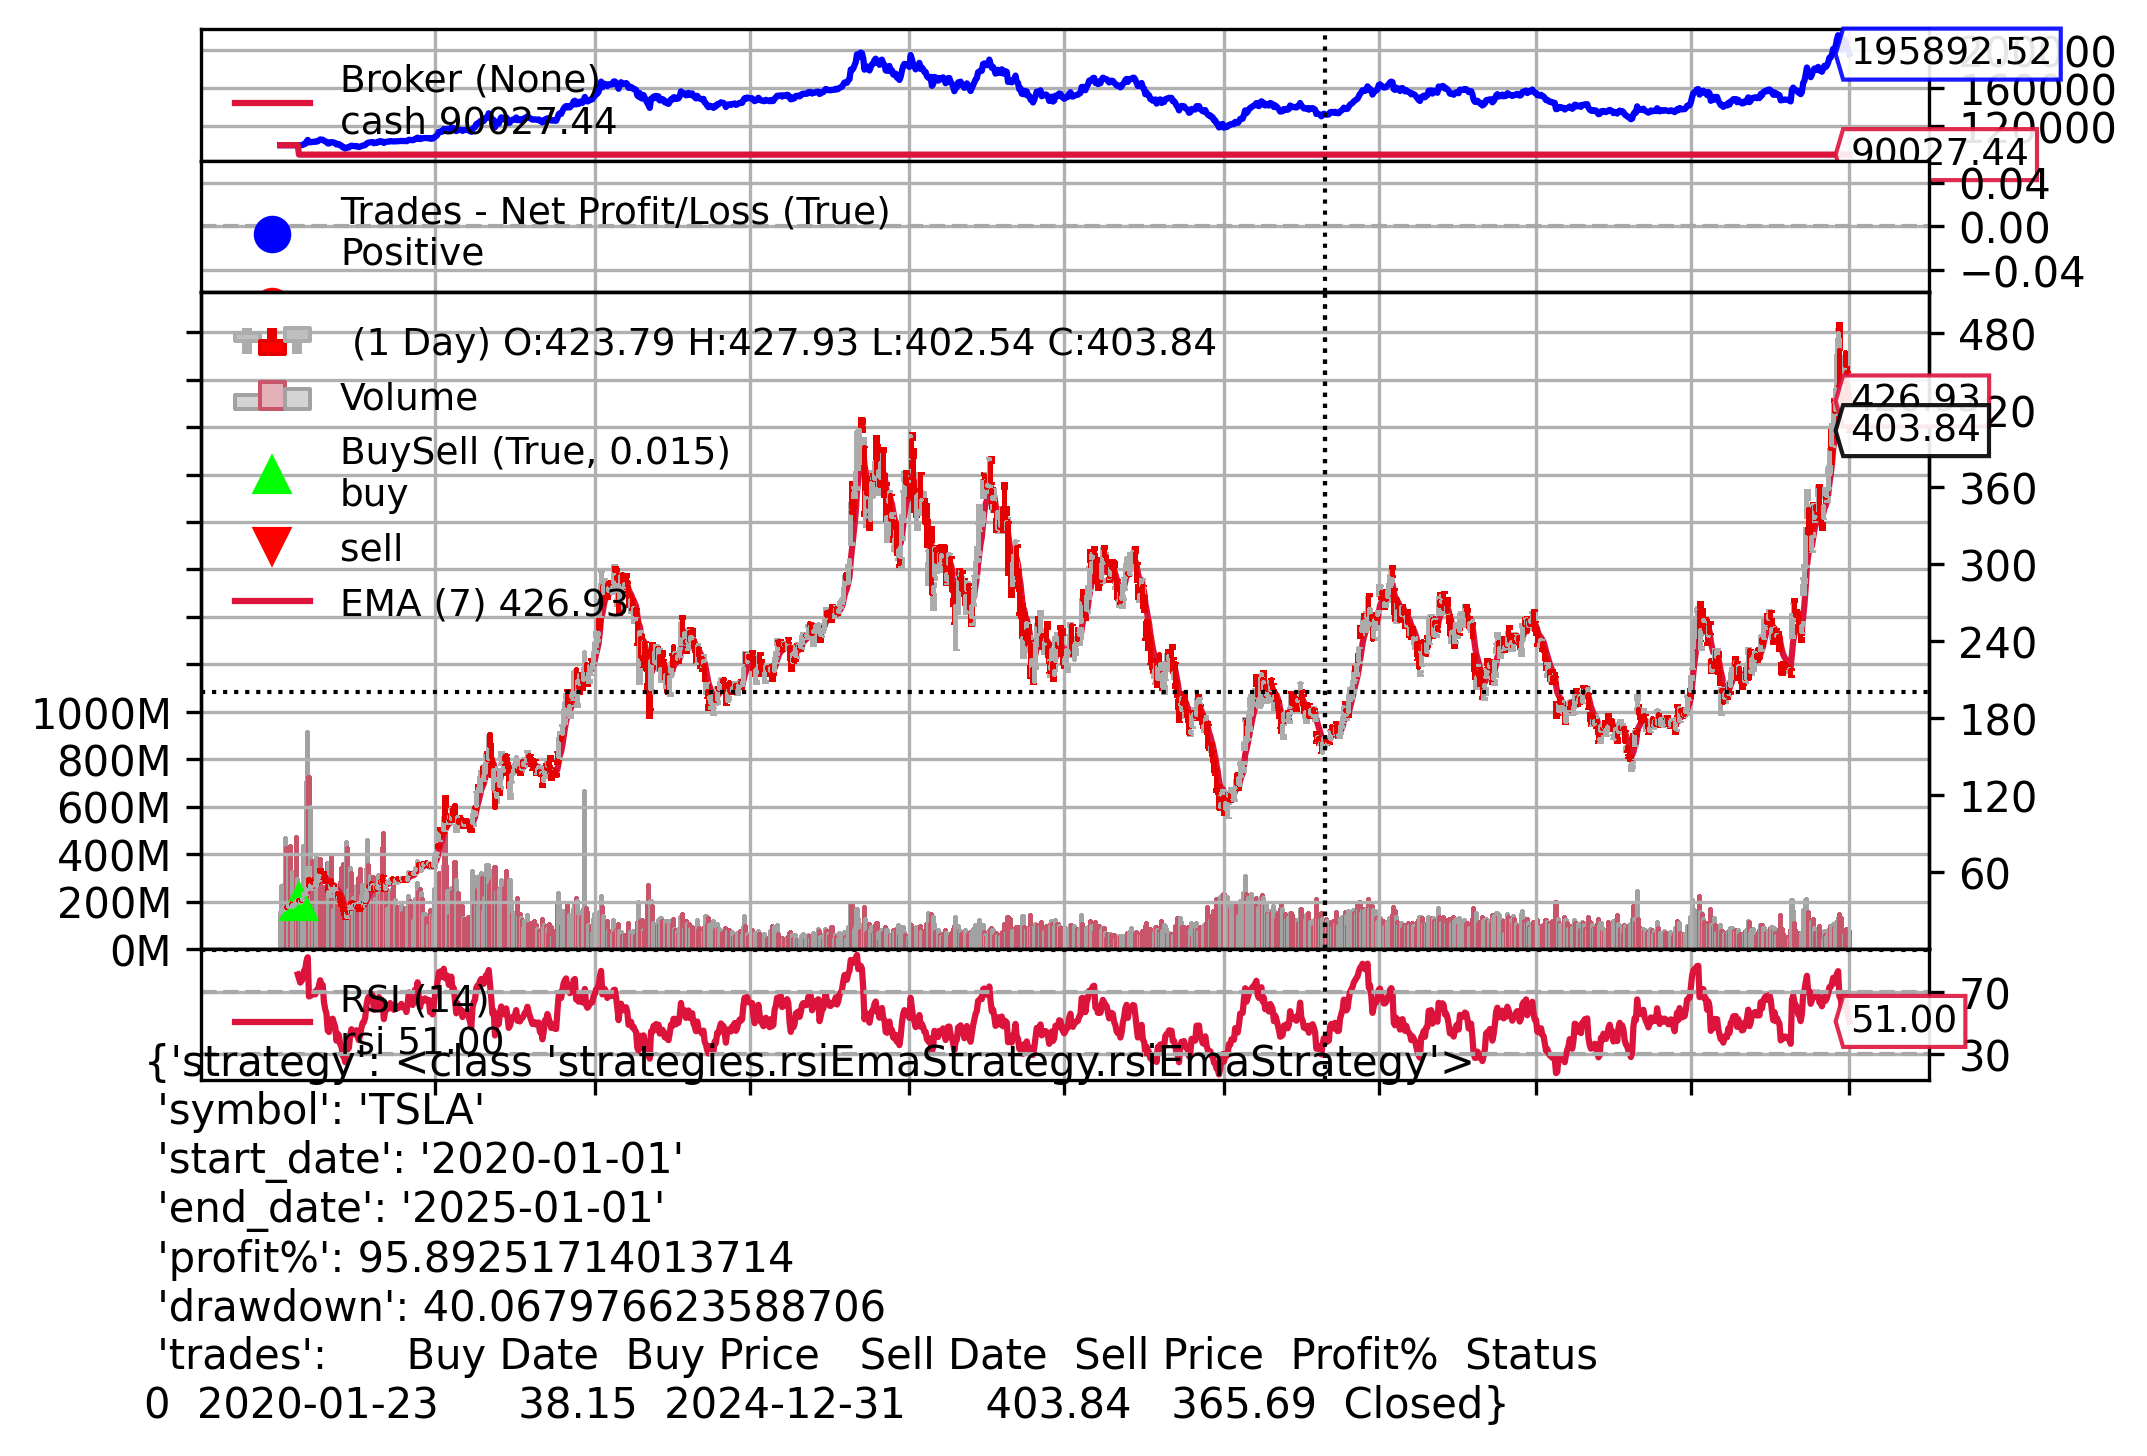 Broker (None)
cash 90027.44
195892.52
160000
120000
90027.44
Trades - Net Profit/Loss (True)
Positive
0.04
0.00
−0.04
(1 Day) O:423.79 H:427.93 L:402.54 C:403.84
Volume
BuySell (True, 0.015)
buy
sell
EMA (7) 426.93
480
426.93
403.84
360
300
240
180
120
60
1000M
800M
600M
400M
200M
0M
RSI (14)
rsi 51.00
70
51.00
30
{'strategy': <class 'strategies.rsiEmaStrategy.rsiEmaStrategy'>
'symbol': 'TSLA'
'start_date': '2020-01-01'
'end_date': '2025-01-01'
'profit%': 95.89251714013714
'drawdown': 40.067976623588706
'trades': Buy Date Buy Price Sell Date Sell Price Profit% Status
0 2020-01-23 38.15 2024-12-31 403.84 365.69 Closed}